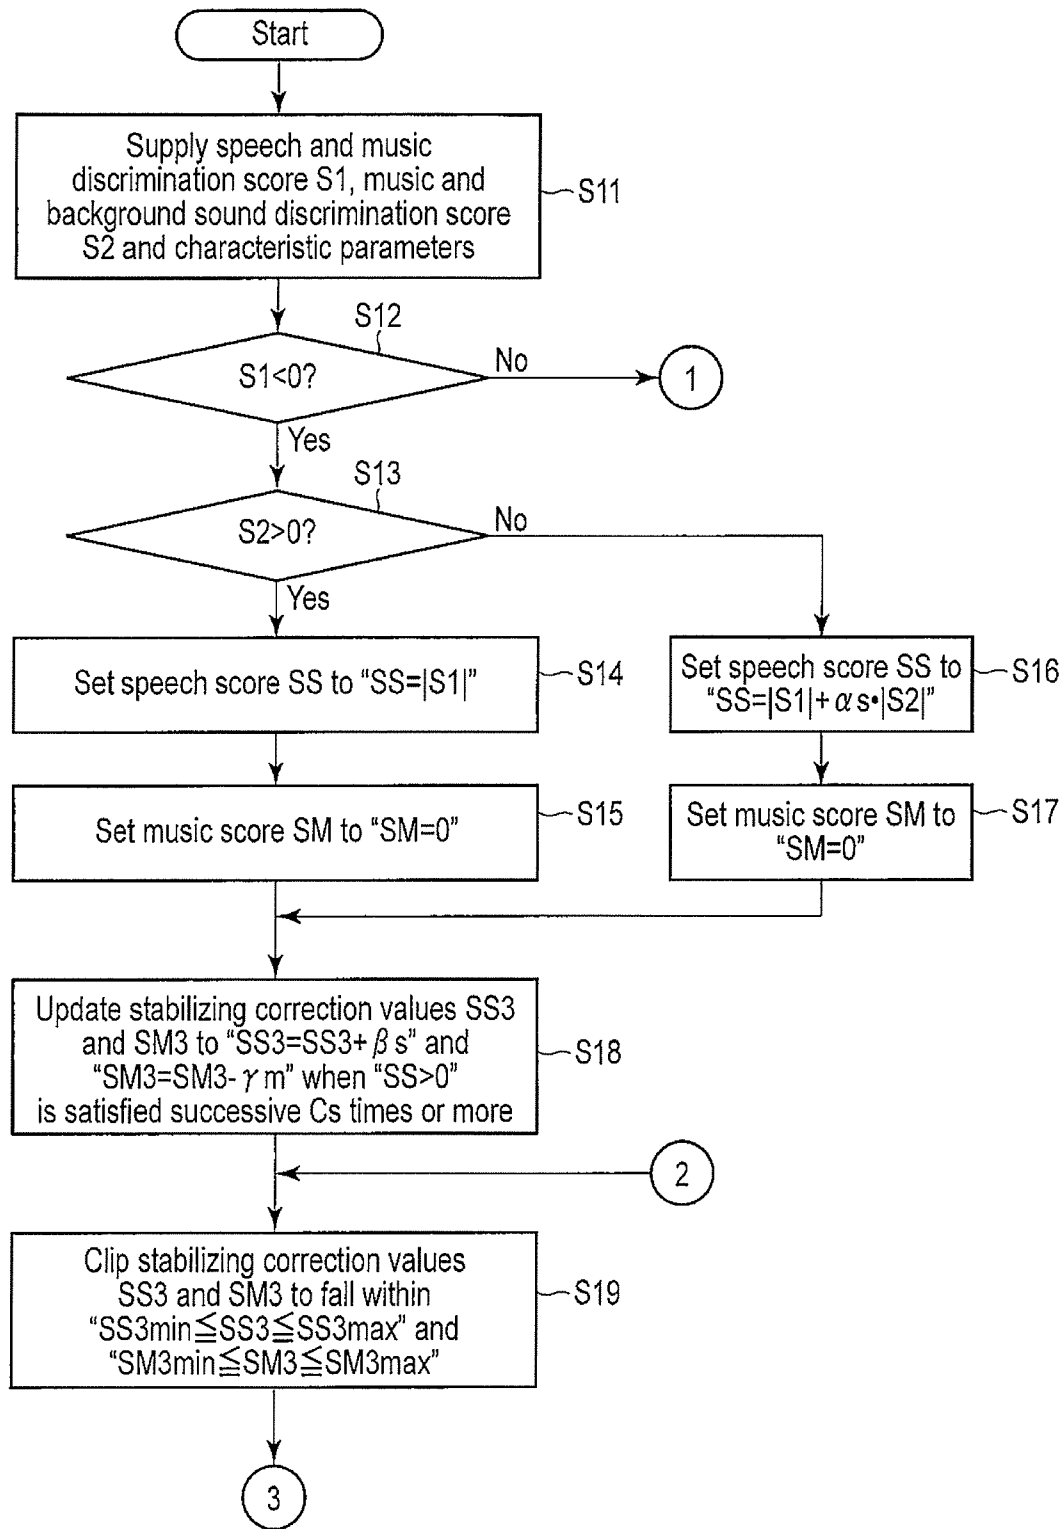 Start
Supply speech and music
discrimination score S1, music and
background sound discrimination score
S2 and characteristic parameters
S11
S12
S1<0?
No
1
Yes
S13
S2>0?
No
Yes
Set speech score SS to “SS=|S1|”
S14
Set speech score SS to
“SS=|S1|+αs•|S2|”
S16
Set music score SM to “SM=0”
S15
Set music score SM to
“SM=0”
S17
Update stabilizing correction values SS3
and SM3 to “SS3=SS3+βs” and
“SM3=SM3-γm” when “SS>0”
is satisfied successive Cs times or more
S18
2
Clip stabilizing correction values
SS3 and SM3 to fall within
“SS3min≦SS3≦SS3max” and
“SM3min≦SM3≦SM3max”
S19
3